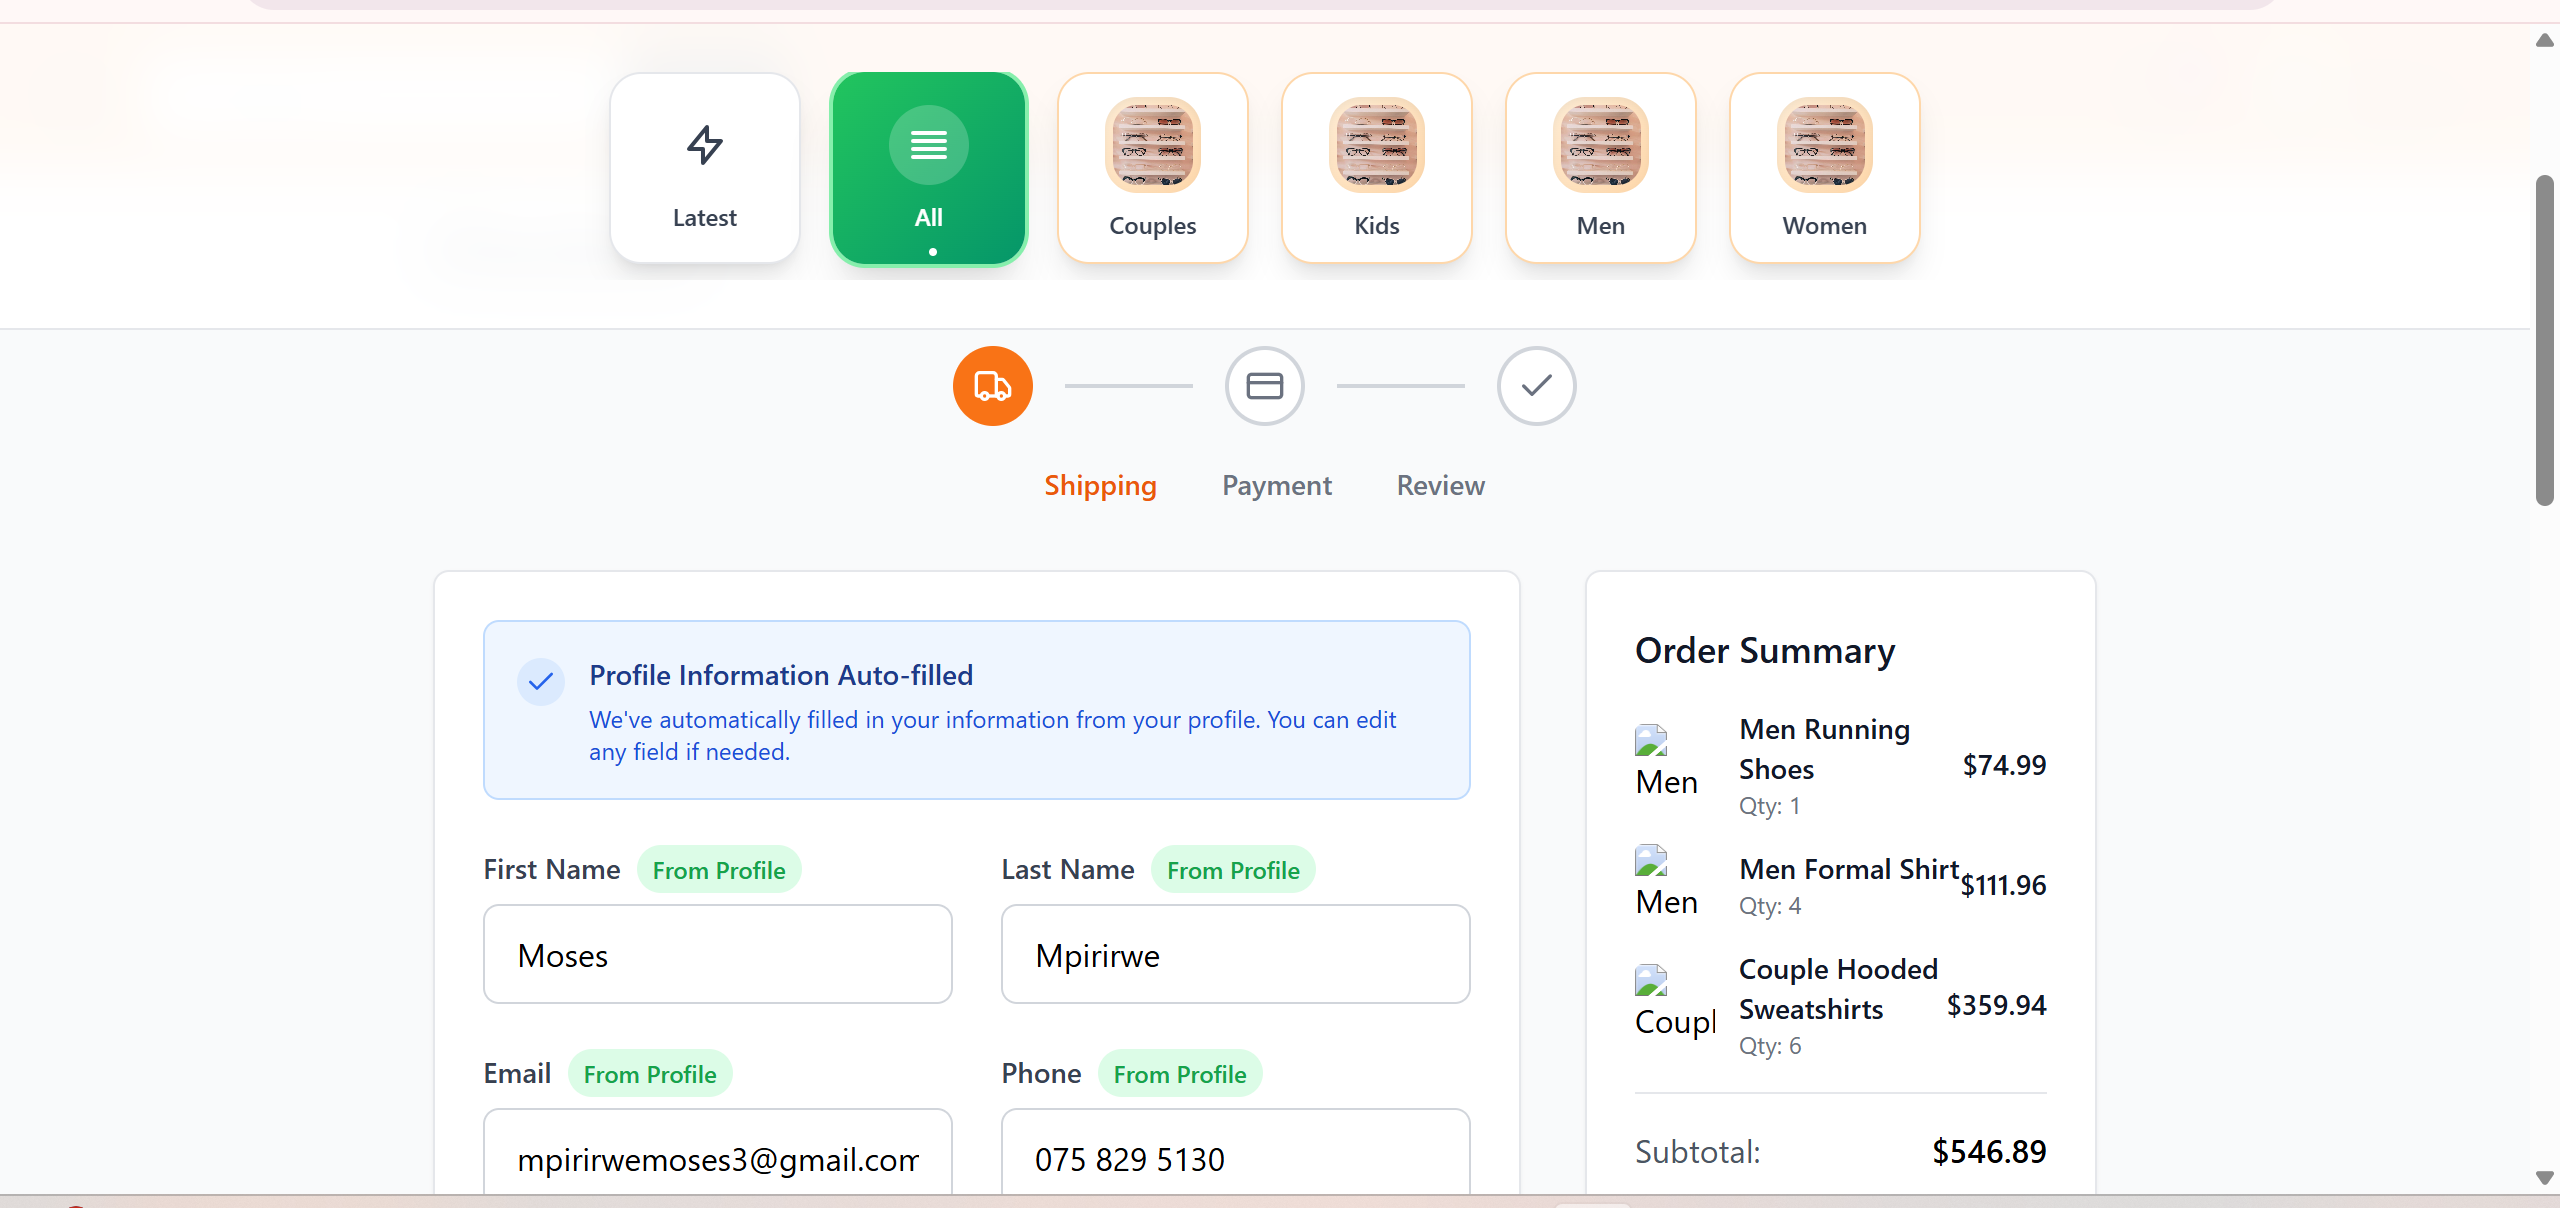 Latest
All
Couples
Kids
Men
Women
Shipping
Payment
Review
Profile Information Auto-filled
We've automatically filled in your information from your profile. You can edit
any field if needed.
First Name From Profile
Last Name From Profile
Moses
Mpirirwe
Email From Profile
Phone From Profile
mpirirwemoses3@gmail.com
075 829 5130
Order Summary
Men
Men Running
Shoes
Qty: 1
$74.99
Men
Men Formal Shirt
Qty: 4
$111.96
Coupl
Couple Hooded
Sweatshirts
Qty: 6
$359.94
Subtotal:
$546.89